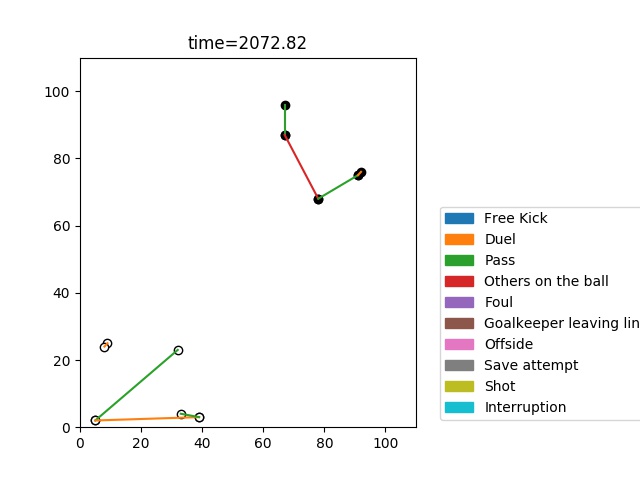 time=2072.82
100
80
60
40
20
0
0 20 40 60 80 100
Free Kick
Duel
Pass
Others on the ball
Foul
Goalkeeper leaving lin
Offside
Save attempt
Shot
Interruption